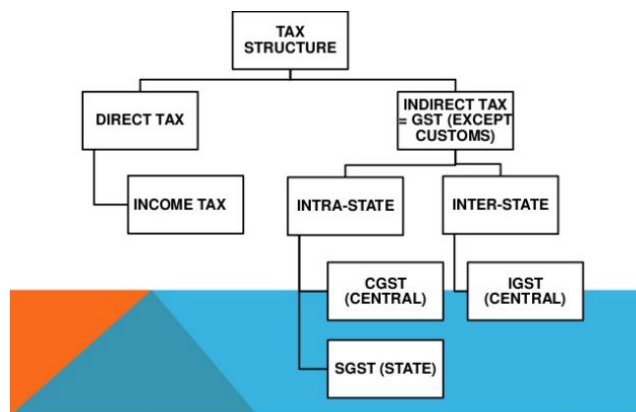 TAX
STRUCTURE
DIRECT TAX
INDIRECT TAX
= GST (EXCEPT
CUSTOMS)
INCOME TAX
INTRA-STATE
INTER-STATE
CGST
(CENTRAL)
IGST
(CENTRAL)
SGST (STATE)